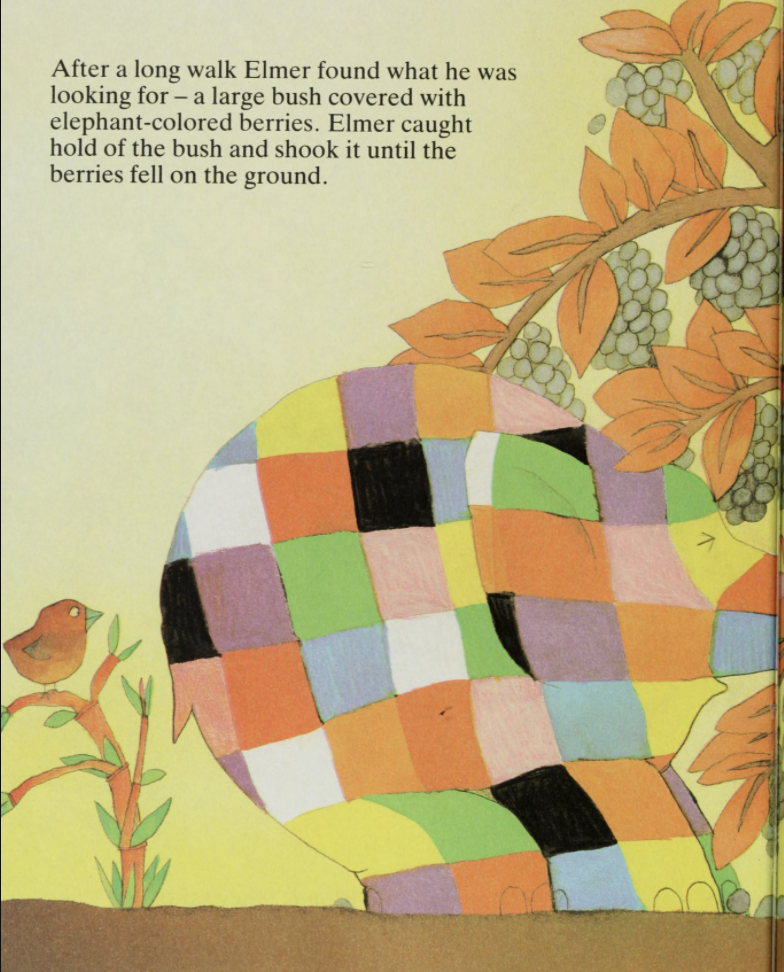 After a long walk Elmer found what he was
looking for – a large bush covered with
elephant-colored berries. Elmer caught
hold of the bush and shook it until the
berries fell on the ground.